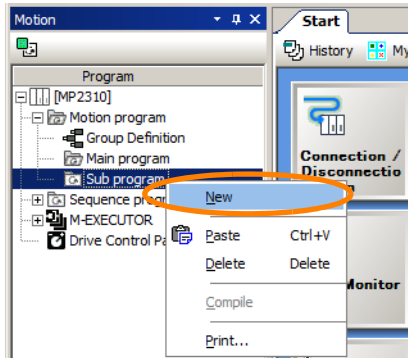 Motion
Start
History
My
Program
[MP2310]
Motion program
Group Definition
Main program
Sub program
Sequence progr
M-EXECUTOR
Drive Control Pa
New
Paste Ctrl+V
Delete Delete
Compile
Print...
Connection /
Disconnectio
Monitor